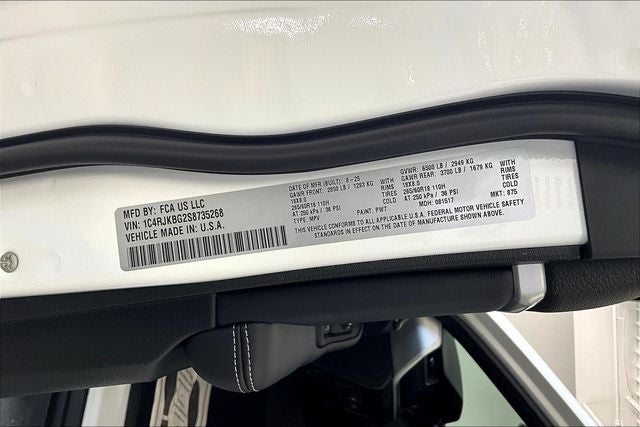 MFD BY: FCA US LLC
VIN: 1C4RJKBG2S8735268
VEHICLE MADE IN U.S.A.
DATE OF MFR (BUILT): 8-25
GAWR FRONT: 2850 LB / 1293 KG WITH
18X8.0 RIMS
265/60R18 110H TIRES
AT 250 kPa / 36 PSI COLD
TYPE: MPV PAINT: PW7
GVWR: 6500 LB / 2949 KG
GAWR REAR: 3700 LB / 1679 KG WITH
18X8.0 RIMS
265/60R18 110H TIRES
AT 250 kPa / 36 PSI COLD
MDH: 081517 MKT: 875
THIS VEHICLE CONFORMS TO ALL APPLICABLE U.S.A. FEDERAL MOTOR VEHICLE SAFETY
STANDARDS IN EFFECT ON THE DATE OF MANUFACTURE SHOWN ABOVE.